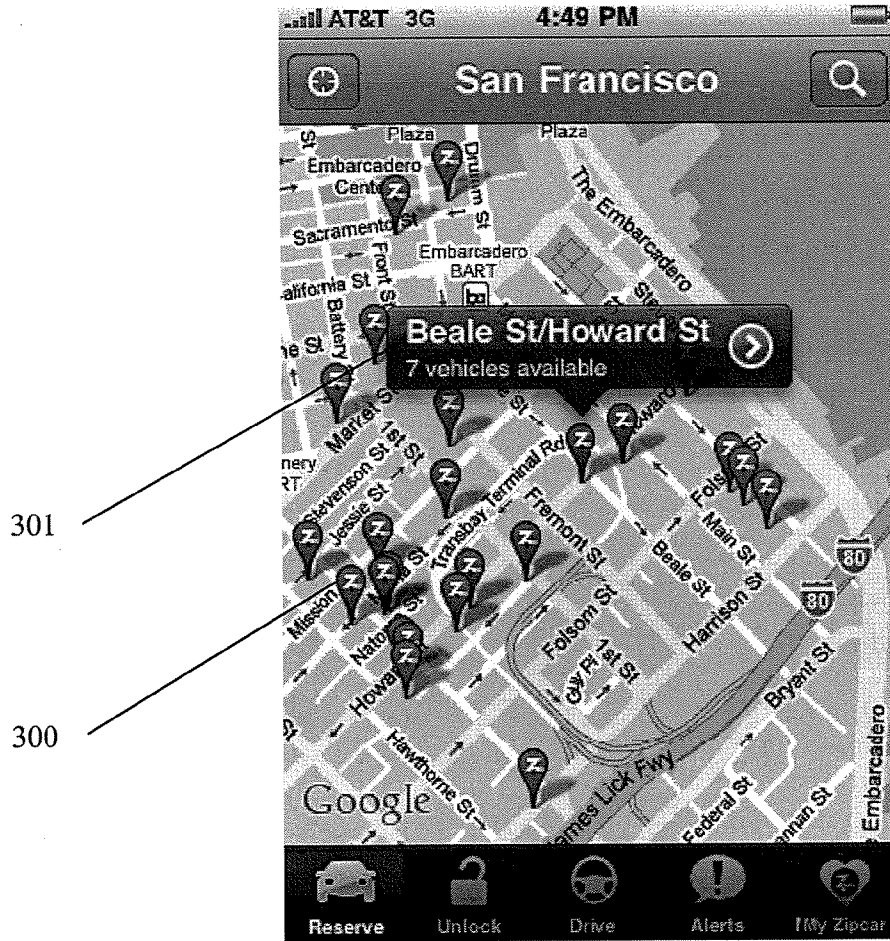 AT&T 3G 4:49 PM
San Francisco
Plaza
Plaza
St
Drumm St
Embarcadero
Sacramento St
The Embarcadero
Front St
Embarcadero
BART
Battery
Beale St/Howard St
7 vehicles available
St
Market St
1st St
Stevenson St
Transbay Terminal Rd
Folsom St
Jessie St
Fremont St
Main St
301
80
Beale St
80
Mission
Natoma St
Folsom St
Harrison St
1st St
Guy Pl
Howard
Bryant St
300
Hawthorne St
Embarcadero
James Lick Fwy
Google
Federal St
Reserve Unlock Drive Alerts My Zipcar